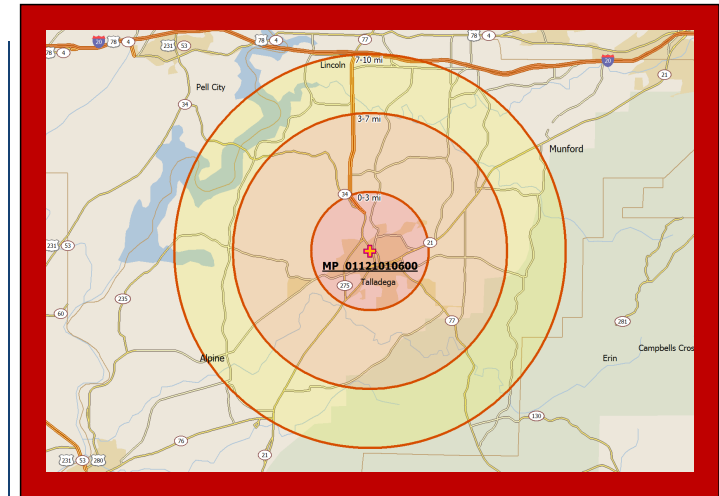 20
78
4
231
53
78
4
77
78
4
78
4
Lincoln
7-10 mi
20
21
Pell City
34
3-7 mi
Munford
34
0-3 mi
21
231
53
MP_01121010600
Talladega
275
235
60
77
281
Campbells Cros
Alpine
Erin
130
76
21
231
53
280